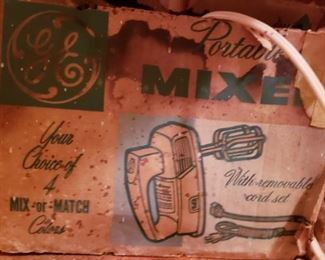 GE
Portable
MIXE
Your
Choice of
4
MIX-or-MATCH
Colors
With removable
cord set